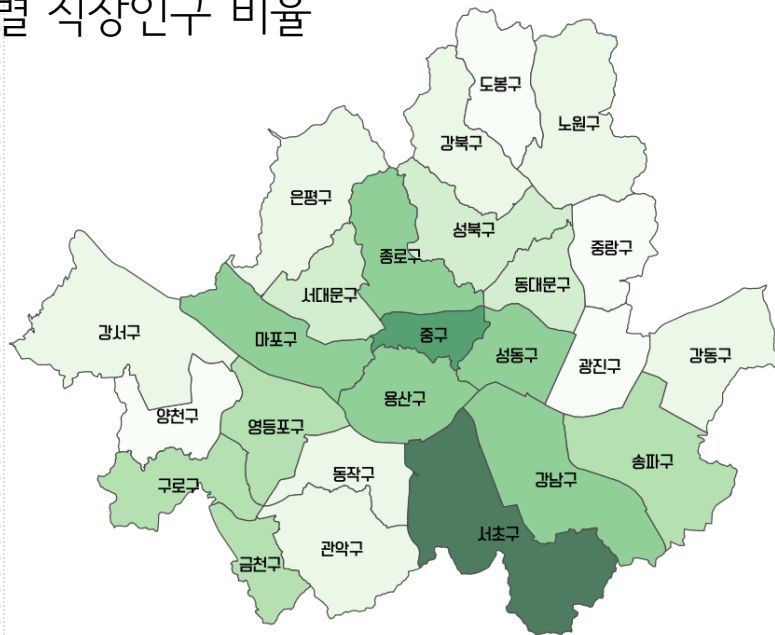 별 직장인구 비율
도봉구
노원구
강북구
은평구
성북구
중랑구
종로구
동대문구
서대문구
강서구
마포구
중구
성동구
광진구
강동구
용산구
양천구
영등포구
송파구
동작구
강남구
구로구
서초구
관악구
금천구